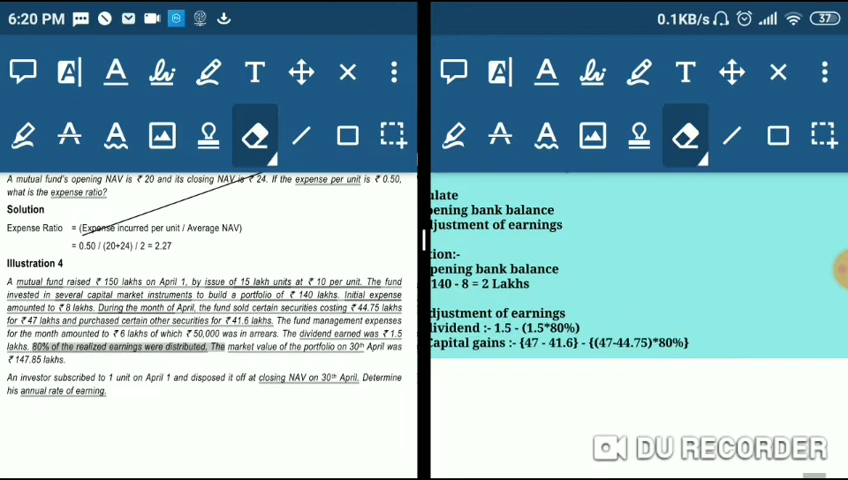 6:20 PM
0.1KB/s
37
A mutual fund's opening NAV is ₹ 20 and its closing NAV is ₹ 24. If the expense per unit is ₹ 0.50,
what is the expense ratio?
Solution
Expense Ratio = (Expense incurred per unit / Average NAV)
= 0.50 / (20+24) / 2 = 2.27
Illustration 4
A mutual fund raised ₹ 150 lakhs on April 1, by issue of 15 lakh units at ₹ 10 per unit. The fund
invested in several capital market instruments to build a portfolio of ₹ 140 lakhs. Initial expense
amounted to ₹ 8 lakhs. During the month of April, the fund sold certain securities costing ₹ 44.75 lakhs
for ₹ 47 lakhs and purchased certain other securities for ₹ 41.6 lakhs. The fund management expenses
for the month amounted to ₹ 6 lakhs of which ₹ 50,000 was in arrears. The dividend earned was ₹ 1.5
lakhs. 80% of the realized earnings were distributed. The market value of the portfolio on 30th April was
₹ 147.85 lakhs.
An investor subscribed to 1 unit on April 1 and disposed it off at closing NAV on 30th April. Determine
his annual rate of earning.
ulate
pening bank balance
djustment of earnings
tion:-
pening bank balance
140 - 8 = 2 Lakhs
djustment of earnings
dividend :- 1.5 - (1.5*80%)
Capital gains :- {47 - 41.6} - {(47-44.75)*80%}
DU RECORDER